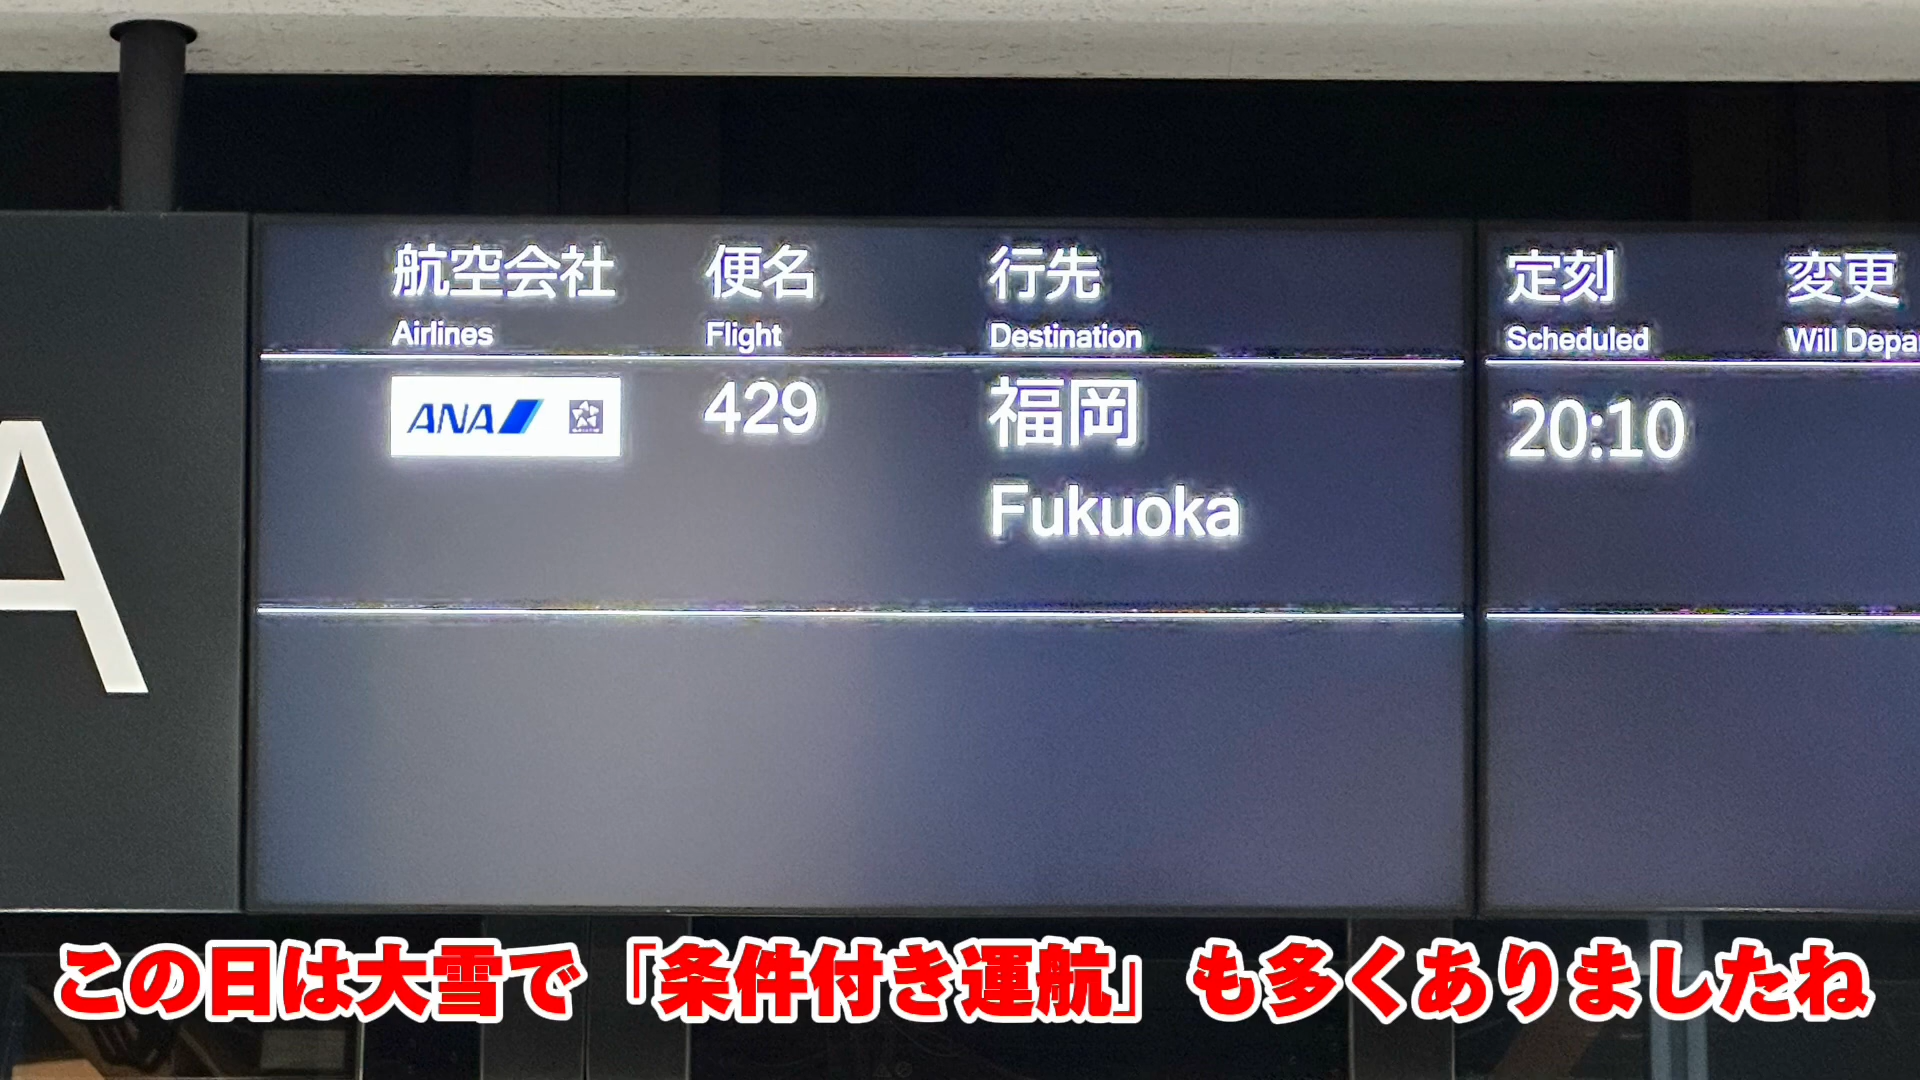 航空会社 便名 行先 定刻 変更
Airlines Flight Destination Scheduled Will Depa
ANA 429 福岡 20:10
Fukuoka
A
この日は大雪で「条件付き運航」も多くありましたね